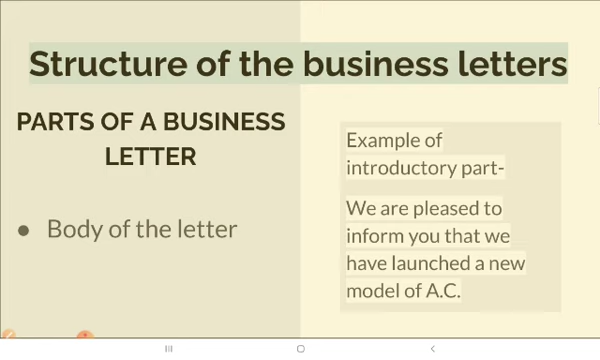 Structure of the business letters
PARTS OF A BUSINESS
LETTER
● Body of the letter
Example of
introductory part-
We are pleased to
inform you that we
have launched a new
model of A.C.